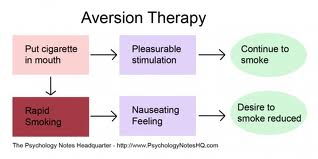 Aversion Therapy
Put cigarette
in mouth
Pleasurable
stimulation
Continue to
smoke
Rapid
Smoking
Nauseating
Feeling
Desire to
smoke reduced
The Psychology Notes Headquarter - http://www.PsychologyNotesHQ.com